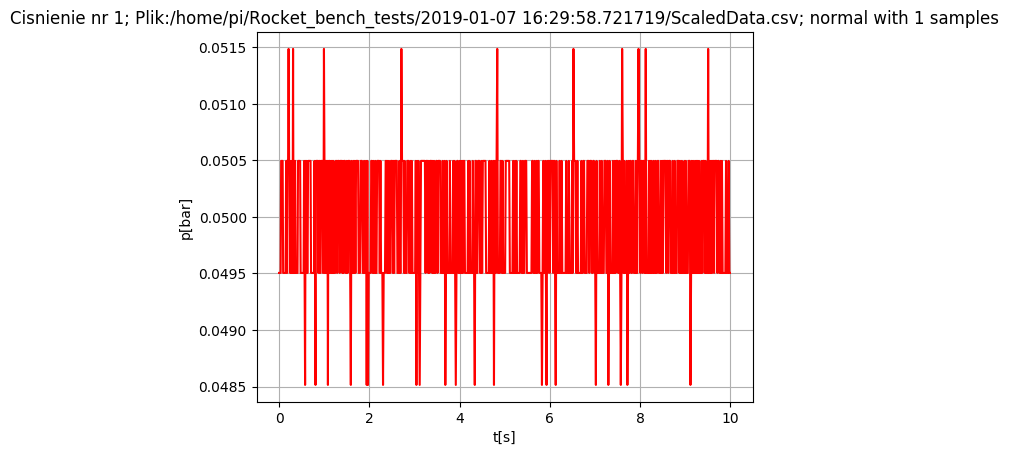 Cisnienie nr 1; Plik:/home/pi/Rocket_bench_tests/2019-01-07 16:29:58.721719/ScaledData.csv; normal with 1 samples
0.0515
0.0510
0.0505
0.0500
0.0495
0.0490
0.0485
p[bar]
0 2 4 6 8 10
t[s]